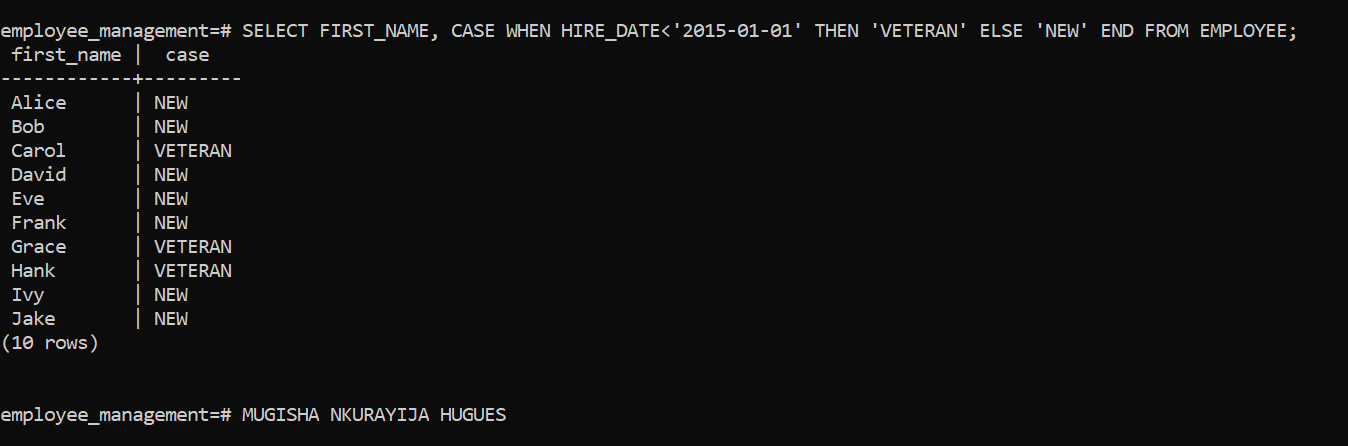 employee_management=# SELECT FIRST_NAME, CASE WHEN HIRE_DATE<'2015-01-01' THEN 'VETERAN' ELSE 'NEW' END FROM EMPLOYEE;
 first_name |  case
------------+---------
 Alice      | NEW
 Bob        | NEW
 Carol      | VETERAN
 David      | NEW
 Eve        | NEW
 Frank      | NEW
 Grace      | VETERAN
 Hank       | VETERAN
 Ivy        | NEW
 Jake       | NEW
(10 rows)
employee_management=# MUGISHA NKURAYIJA HUGUES